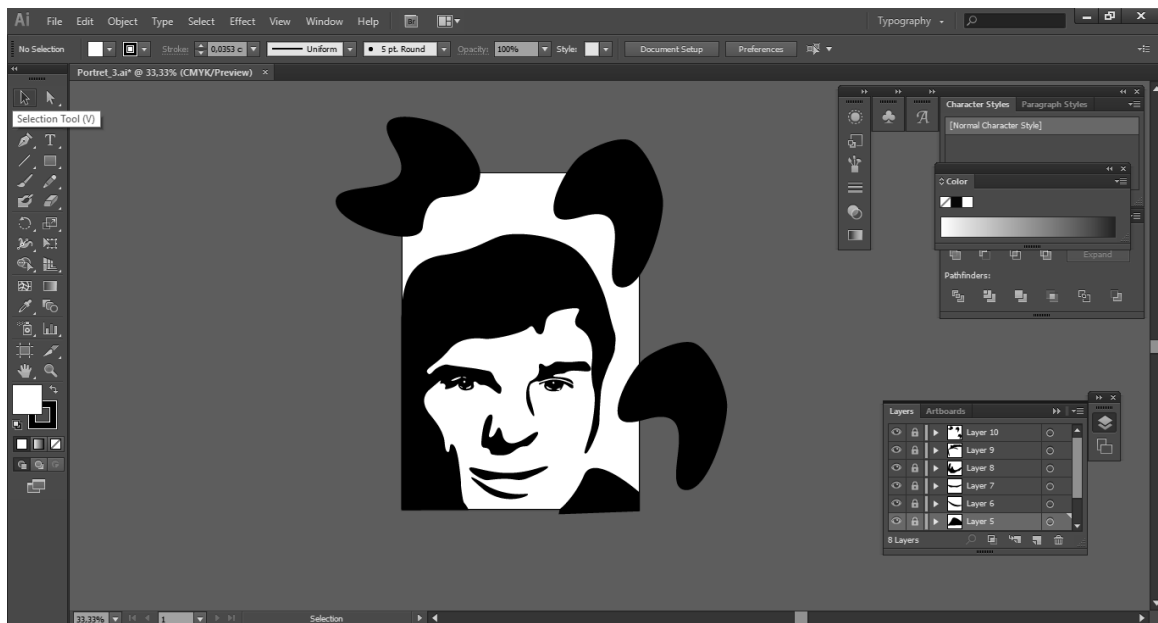 Ai File Edit Object Type Select Effect View Window Help Br Typography
No Selection Stroke: 0,0353 c Uniform 5 pt. Round Opacity: 100% Style: Document Setup Preferences
Portret_3.ai* @ 33,33% (CMYK/Preview) ×
Selection Tool (V)
Character Styles Paragraph Styles
[Normal Character Style]
Color
Expand
Pathfinders:
Layers Artboards
Layer 10
Layer 9
Layer 8
Layer 7
Layer 6
Layer 5
8 Layers
33.33% 1 Selection